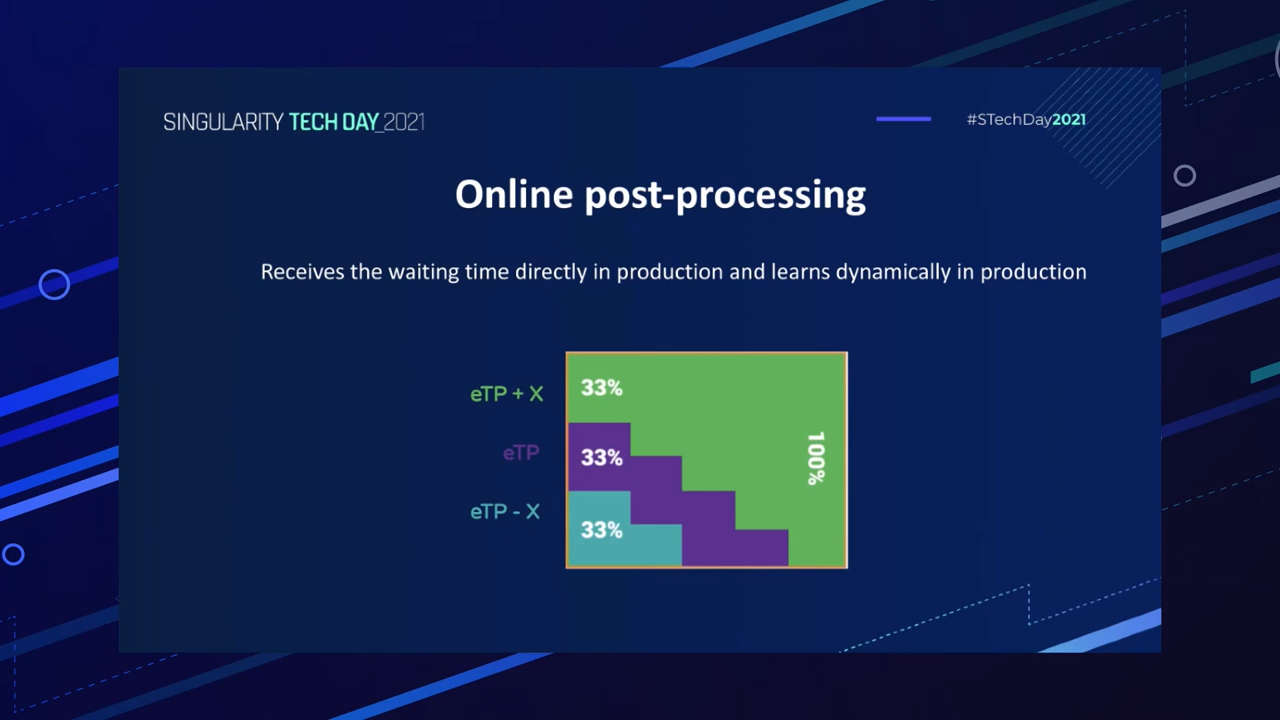 SINGULARITY TECH DAY_2021
#STechDay2021
Online post-processing
Receives the waiting time directly in production and learns dynamically in production
eTP + X
33%
eTP
33%
100%
eTP - X
33%